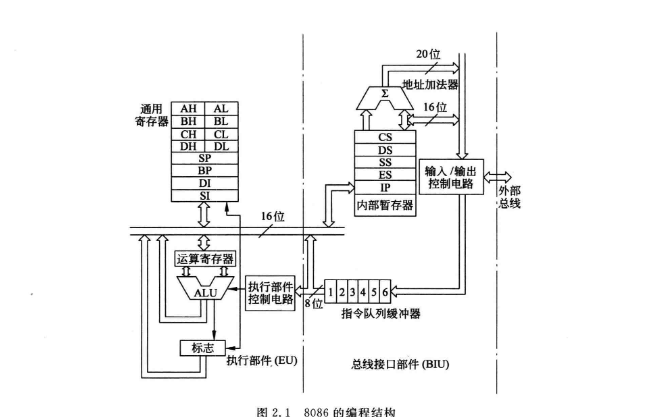 20位
地址加法器
Σ
16位
通用
寄存器
AH AL
BH BL
CH CL
DH DL
SP
BP
DI
SI
CS
DS
SS
ES
IP
内部暂存器
输入/输出
控制电路
外部
总线
16位
运算寄存器
ALU
执行部件
控制电路
8位
1 2 3 4 5 6
指令队列缓冲器
标志
执行部件(EU)
总线接口部件(BIU)
图 2.1 8086 的编程结构